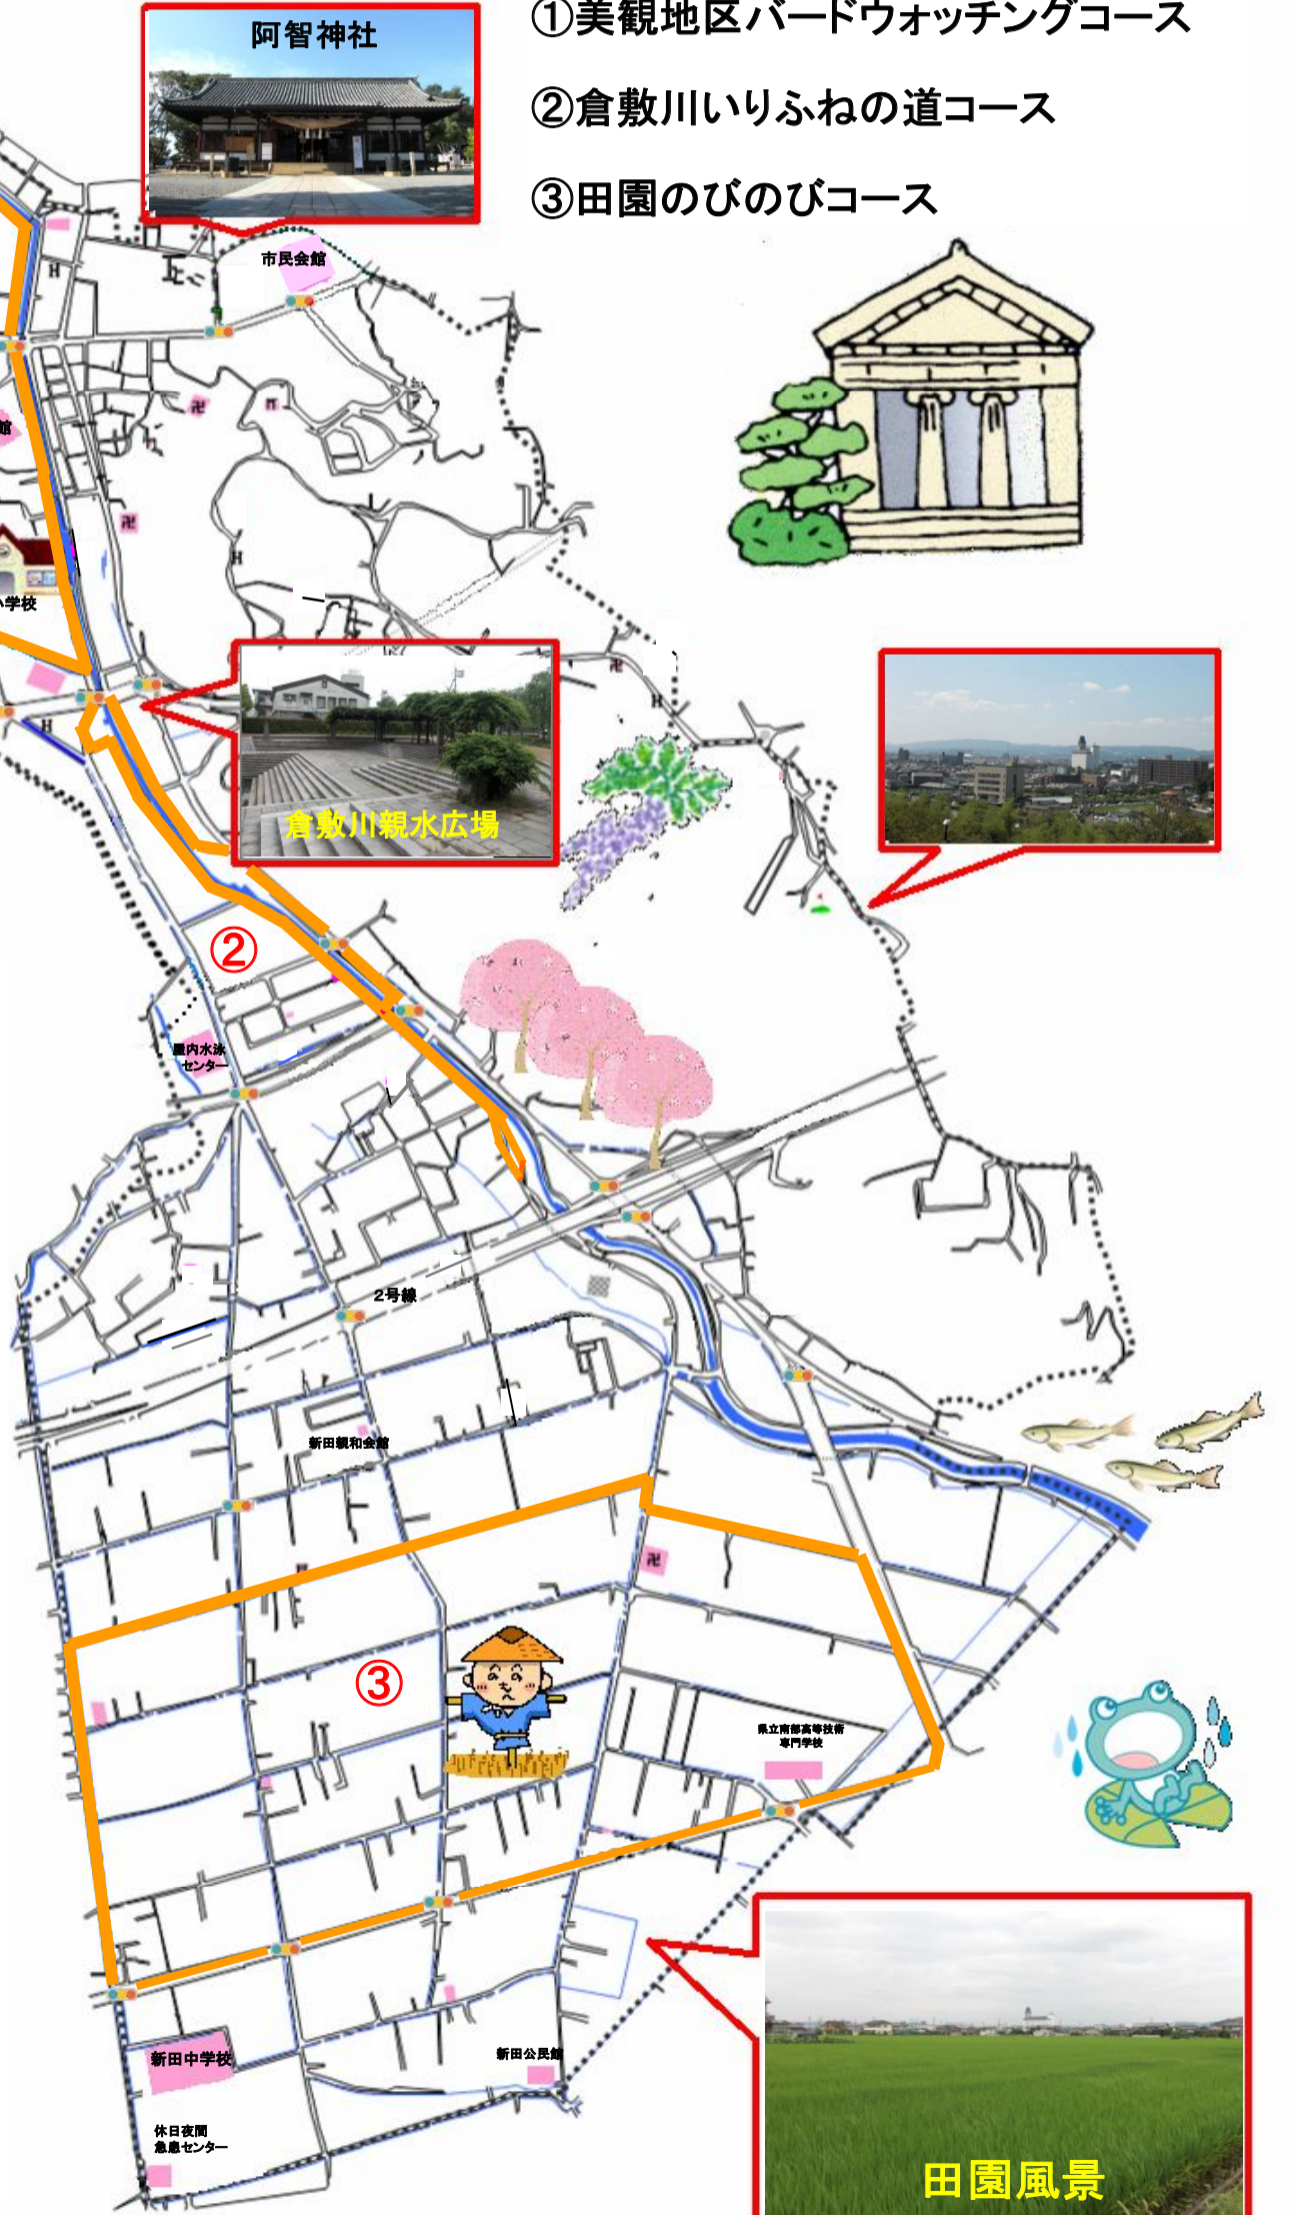 阿智神社
①美観地区バードウォッチングコース
②倉敷川いりふねの道コース
③田園のびのびコース
市民会館
館
卍
卍
小学校
卍
倉敷川親水広場
②
屋内水泳
センター
2号線
新田親和会館
卍
③
県立南部高等技術
専門学校
新田中学校
新田公民館
休日夜間
急患センター
田園風景